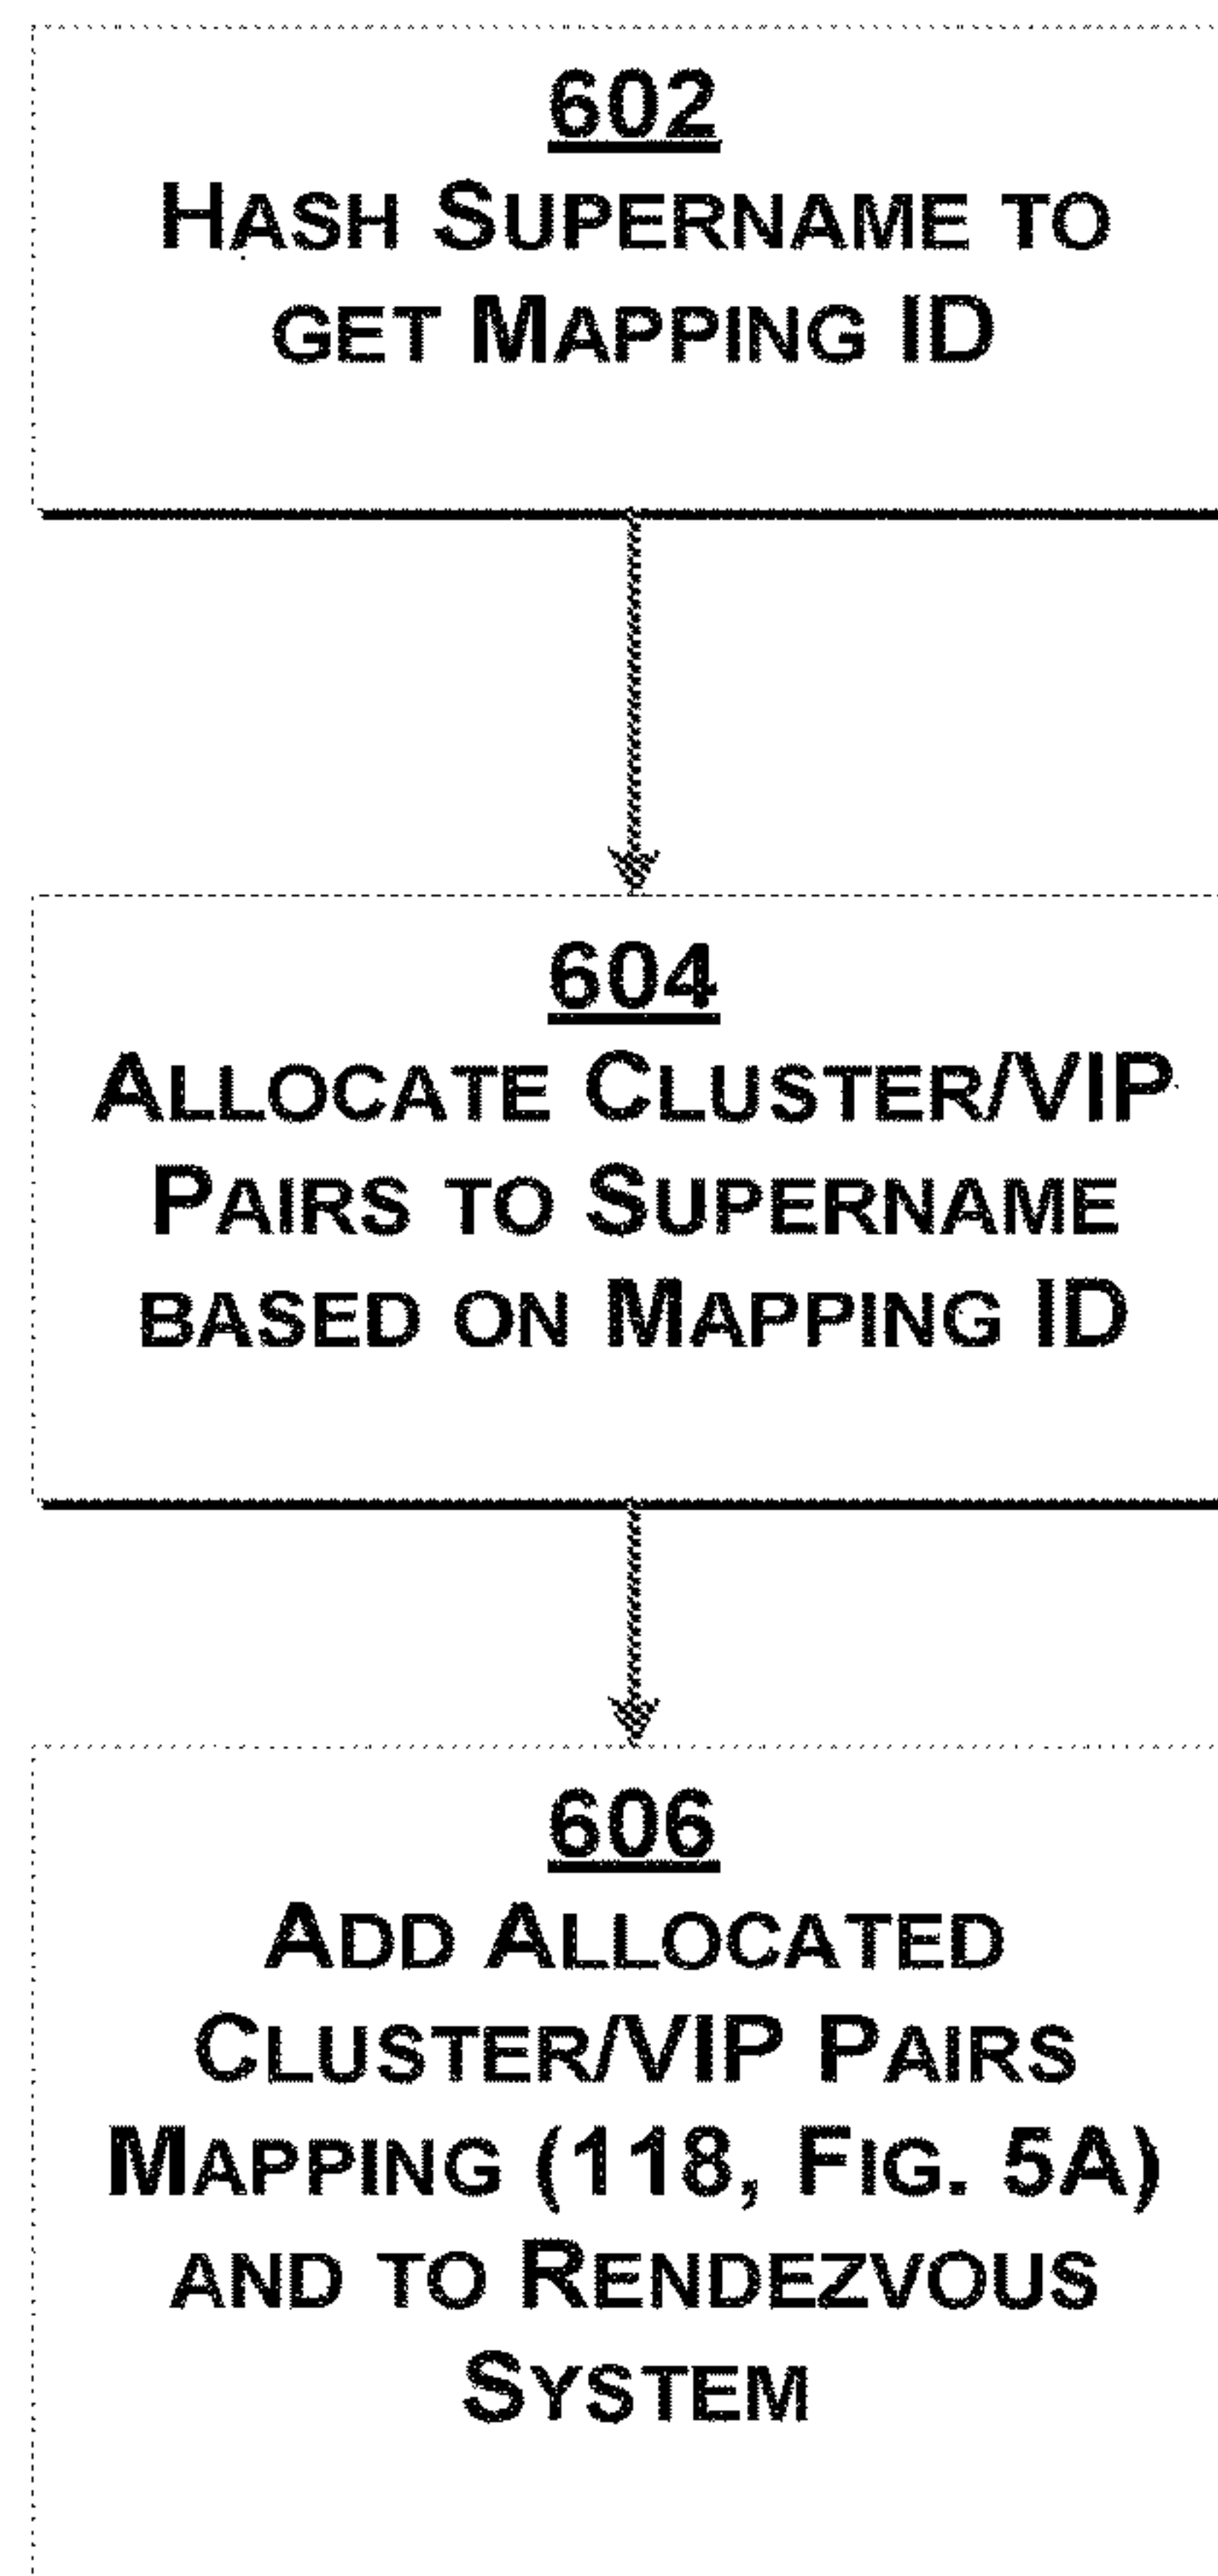 602
HASH SUPERNAME TO
GET MAPPING ID
604
ALLOCATE CLUSTER/VIP
PAIRS TO SUPERNAME
BASED ON MAPPING ID
606
ADD ALLOCATED
CLUSTER/VIP PAIRS
MAPPING (118, FIG. 5A)
AND TO RENDEZVOUS
SYSTEM